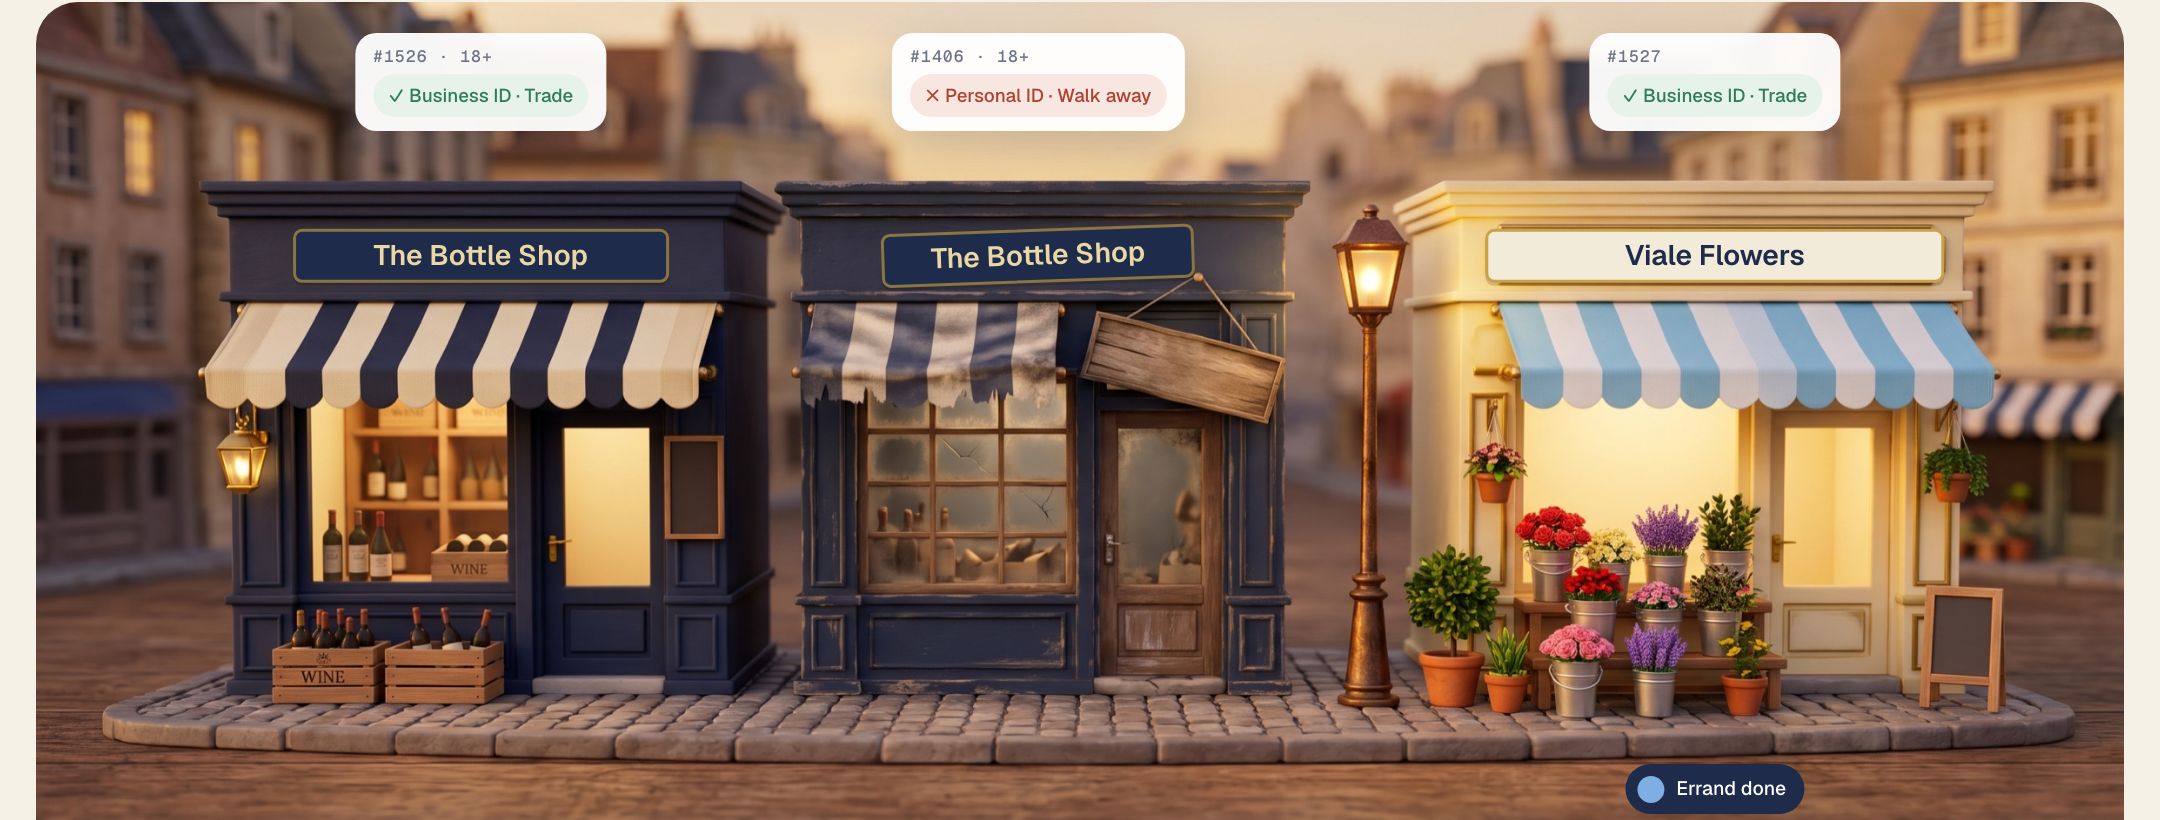 #1526 · 18+
✓ Business ID · Trade
#1406 · 18+
✕ Personal ID · Walk away
#1527
✓ Business ID · Trade
The Bottle Shop
The Bottle Shop
Viale Flowers
WINE
WINE
Errand done